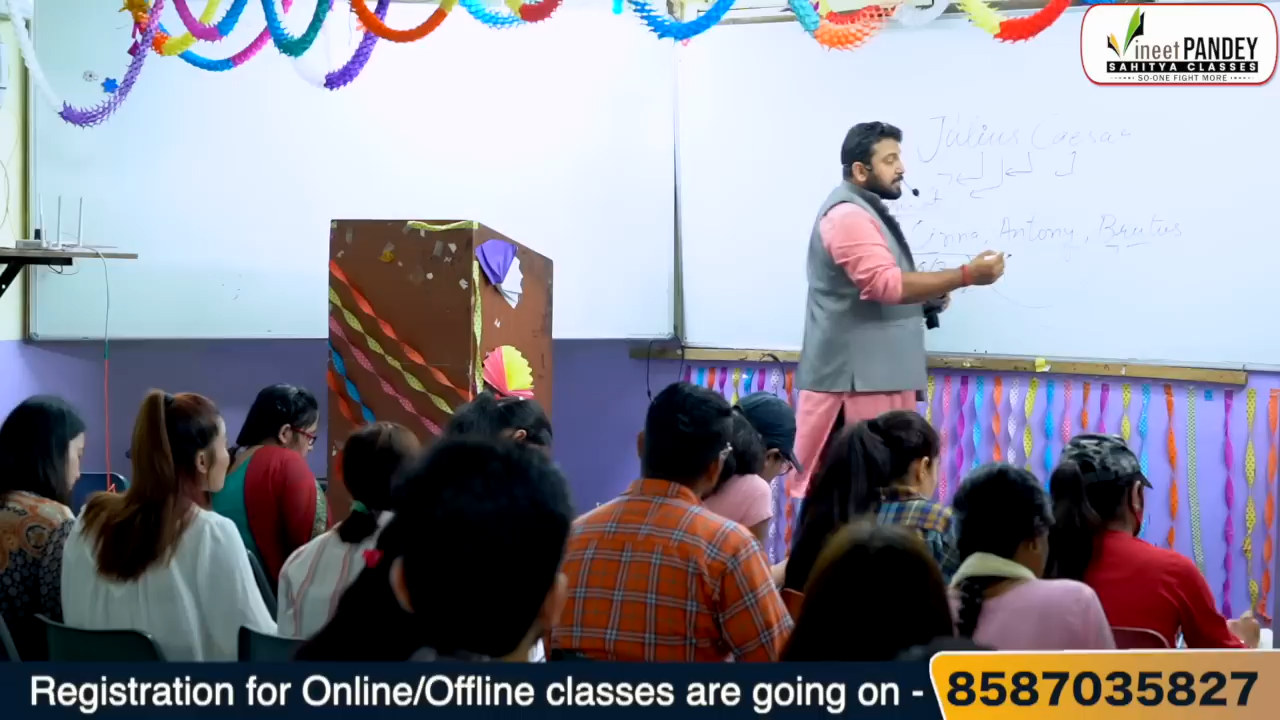 Vineet PANDEY
SAHITYA CLASSES
SO-ONE FIGHT MORE
Julius Caesar
Cinna, Antony, Brutus
Registration for Online/Offline classes are going on - 8587035827